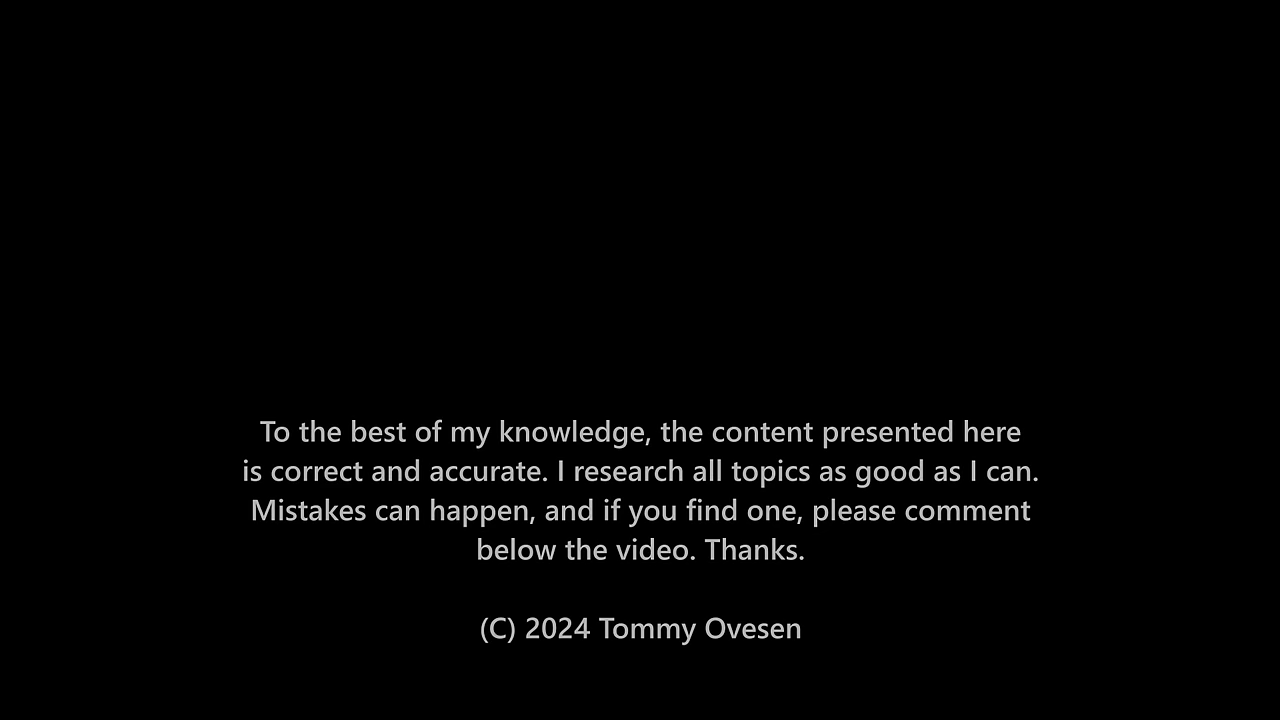 To the best of my knowledge, the content presented here
is correct and accurate. I research all topics as good as I can.
Mistakes can happen, and if you find one, please comment
below the video. Thanks.
(C) 2024 Tommy Ovesen